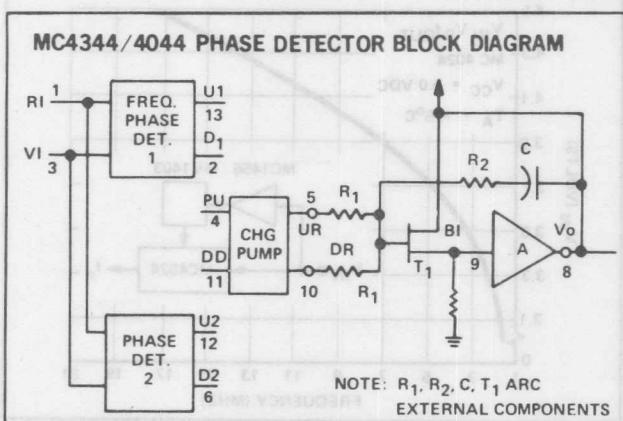 MC4344/4044 PHASE DETECTOR BLOCK DIAGRAM
RI 1
VI 3
FREQ.
PHASE
DET.
1
U1
13
D1
2
PU
4
DD
11
CHG
PUMP
5
UR
10
R1
DR
R1
T1
R2
C
BI
9
A
Vo
8
PHASE
DET.
2
U2
12
D2
6
NOTE: R1, R2, C, T1 ARC
EXTERNAL COMPONENTS